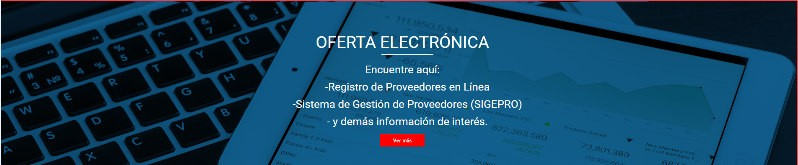 OFERTA ELECTRÓNICA
Encuentre aquí:
-Registro de Proveedores en Línea
-Sistema de Gestión de Proveedores (SIGEPRO)
- y demás información de interés.
Ver más